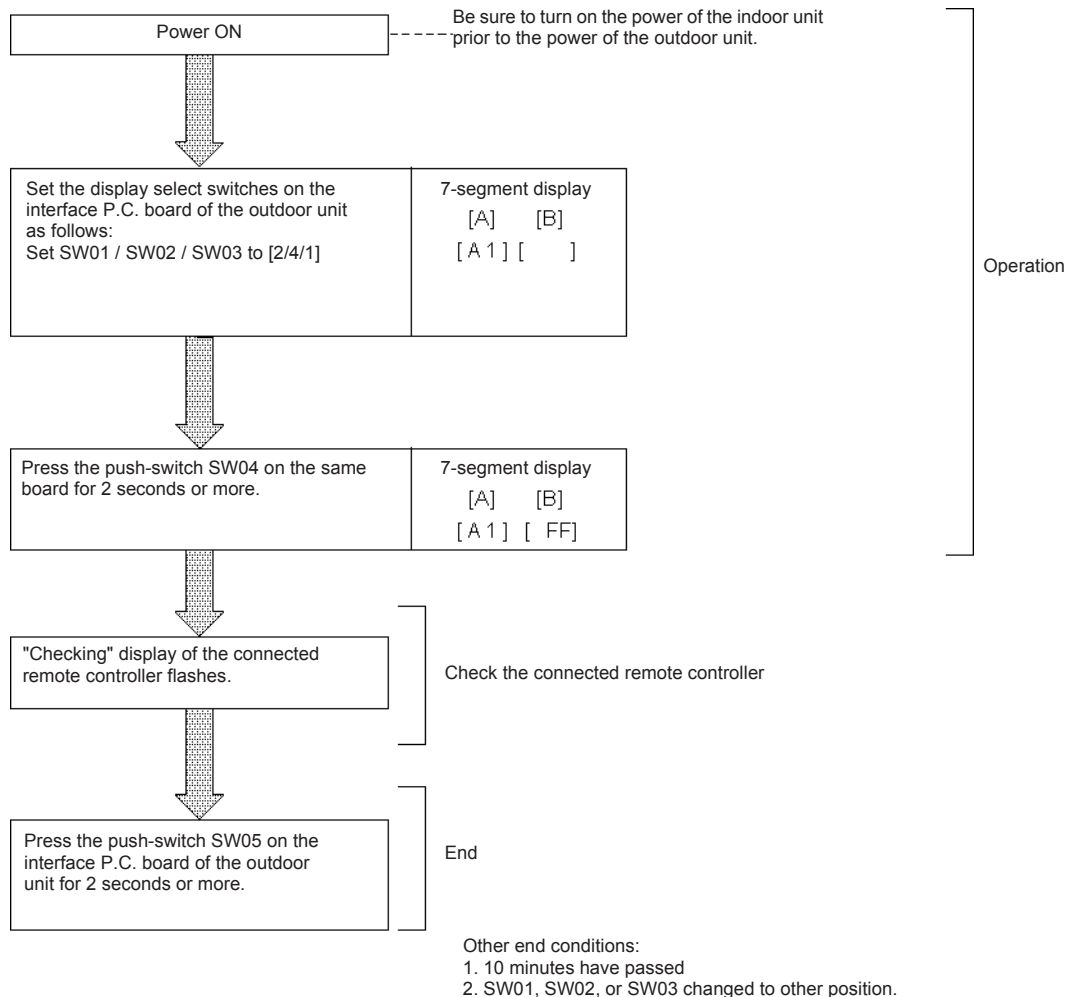 Power ON
Be sure to turn on the power of the indoor unit
prior to the power of the outdoor unit.
Set the display select switches on the
interface P.C. board of the outdoor unit
as follows:
Set SW01 / SW02 / SW03 to [2/4/1]
7-segment display
[A] [B]
[A1] [ ]
Operation
Press the push-switch SW04 on the same
board for 2 seconds or more.
7-segment display
[A] [B]
[A1] [ FF]
"Checking" display of the connected
remote controller flashes.
Check the connected remote controller
Press the push-switch SW05 on the
interface P.C. board of the outdoor
unit for 2 seconds or more.
End
Other end conditions:
1. 10 minutes have passed
2. SW01, SW02, or SW03 changed to other position.